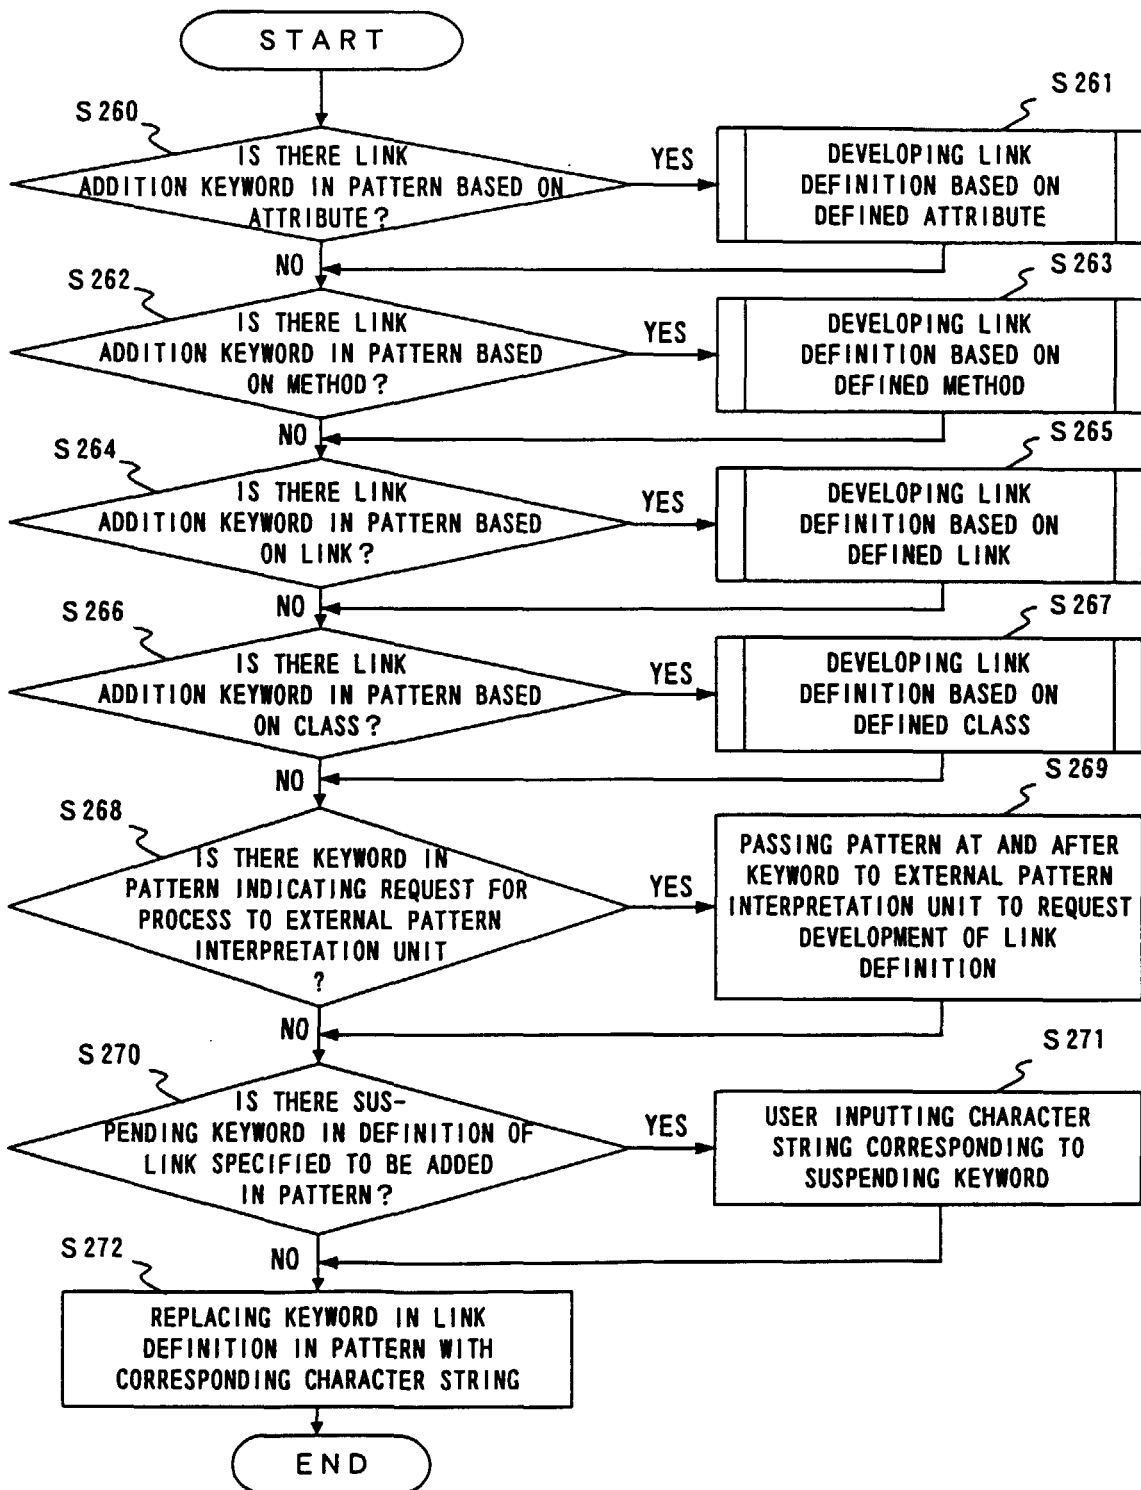 START
S260
IS THERE LINK
ADDITION KEYWORD IN PATTERN BASED ON
ATTRIBUTE?
YES
S261
DEVELOPING LINK
DEFINITION BASED ON
DEFINED ATTRIBUTE
NO
S262
IS THERE LINK
ADDITION KEYWORD IN PATTERN BASED
ON METHOD?
YES
S263
DEVELOPING LINK
DEFINITION BASED ON
DEFINED METHOD
NO
S264
IS THERE LINK
ADDITION KEYWORD IN PATTERN BASED
ON LINK?
YES
S265
DEVELOPING LINK
DEFINITION BASED ON
DEFINED LINK
NO
S266
IS THERE LINK
ADDITION KEYWORD IN PATTERN BASED
ON CLASS?
YES
S267
DEVELOPING LINK
DEFINITION BASED ON
DEFINED CLASS
NO
S268
IS THERE KEYWORD IN
PATTERN INDICATING REQUEST FOR
PROCESS TO EXTERNAL PATTERN
INTERPRETATION UNIT
?
YES
S269
PASSING PATTERN AT AND AFTER
KEYWORD TO EXTERNAL PATTERN
INTERPRETATION UNIT TO REQUEST
DEVELOPMENT OF LINK
DEFINITION
NO
S270
IS THERE SUS-
PENDING KEYWORD IN DEFINITION OF
LINK SPECIFIED TO BE ADDED
IN PATTERN?
YES
S271
USER INPUTTING CHARACTER
STRING CORRESPONDING TO
SUSPENDING KEYWORD
NO
S272
REPLACING KEYWORD IN LINK
DEFINITION IN PATTERN WITH
CORRESPONDING CHARACTER STRING
END